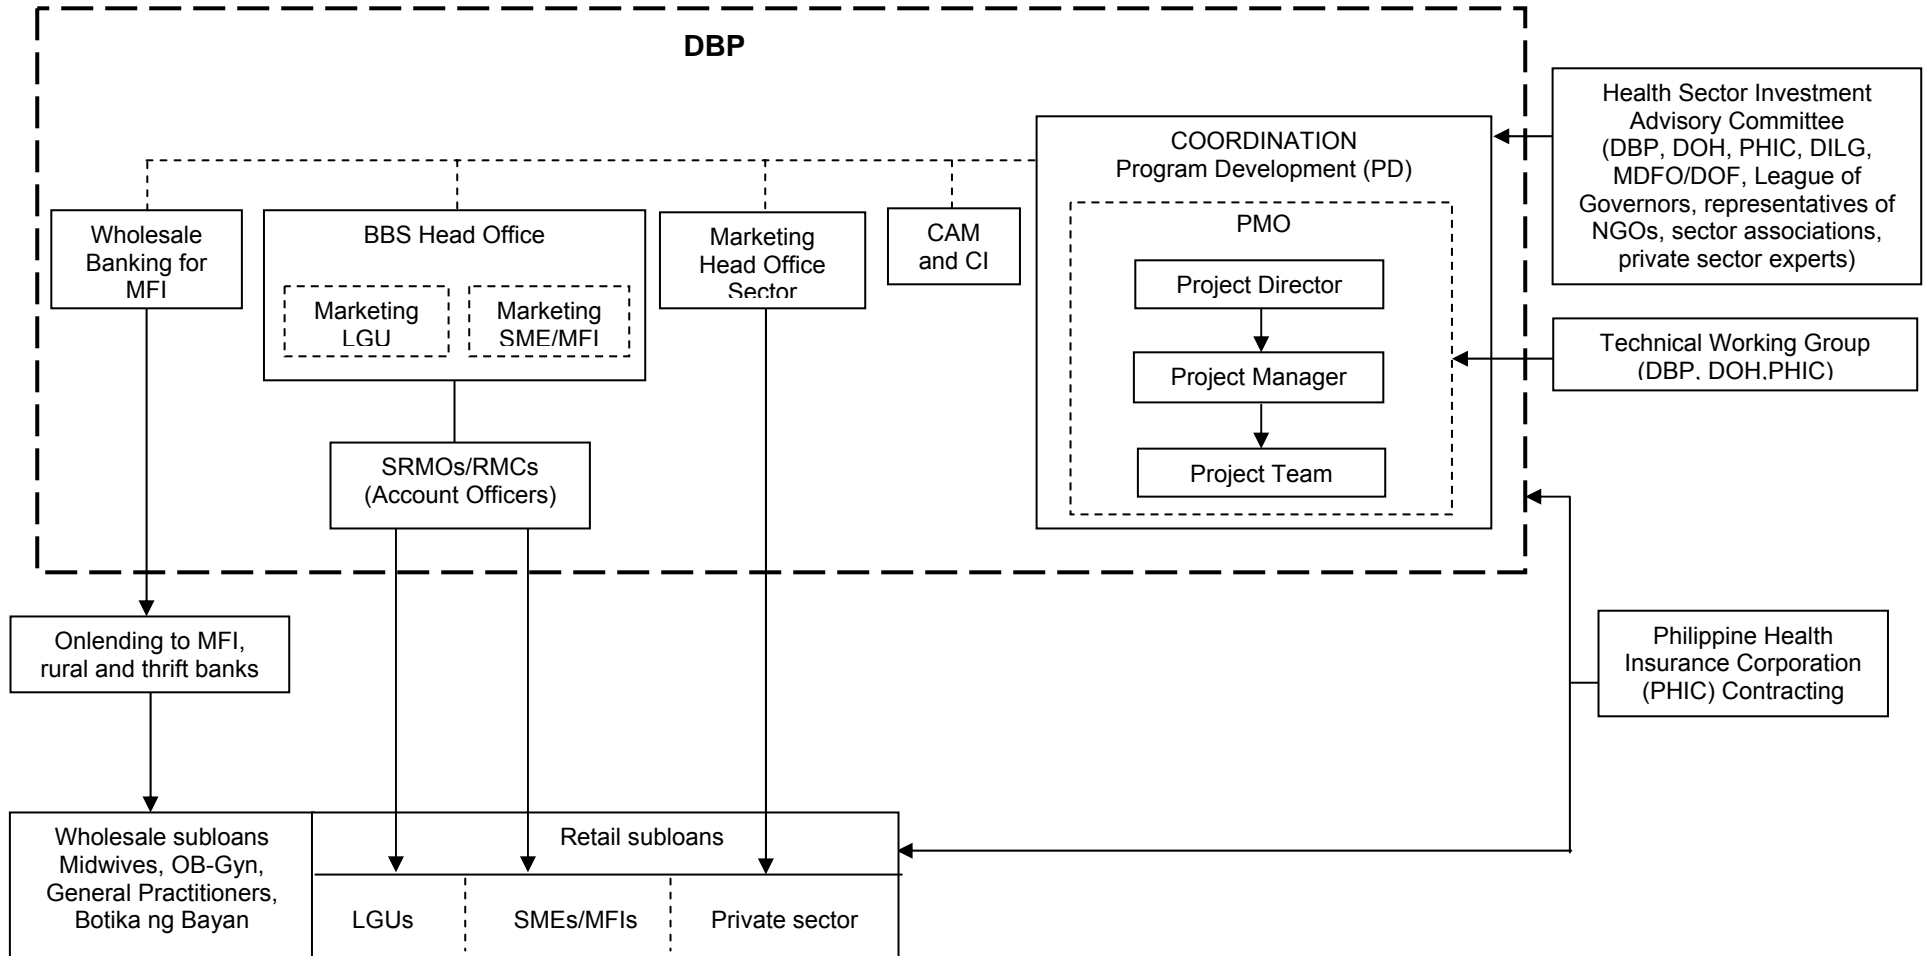 DBP
Health Sector Investment
Advisory Committee
(DBP, DOH, PHIC, DILG,
MDFO/DOF, League of
Governors, representatives of
NGOs, sector associations,
private sector experts)
COORDINATION
Program Development (PD)
PMO
Project Director
Project Manager
Project Team
Wholesale
Banking for
MFI
BBS Head Office
Marketing
LGU
Marketing
SME/MFI
Marketing
Head Office
Sector
CAM
and CI
Technical Working Group
(DBP, DOH,PHIC)
SRMOs/RMCs
(Account Officers)
Onlending to MFI,
rural and thrift banks
Philippine Health
Insurance Corporation
(PHIC) Contracting
Wholesale subloans
Midwives, OB-Gyn,
General Practitioners,
Botika ng Bayan
Retail subloans
LGUs
SMEs/MFIs
Private sector